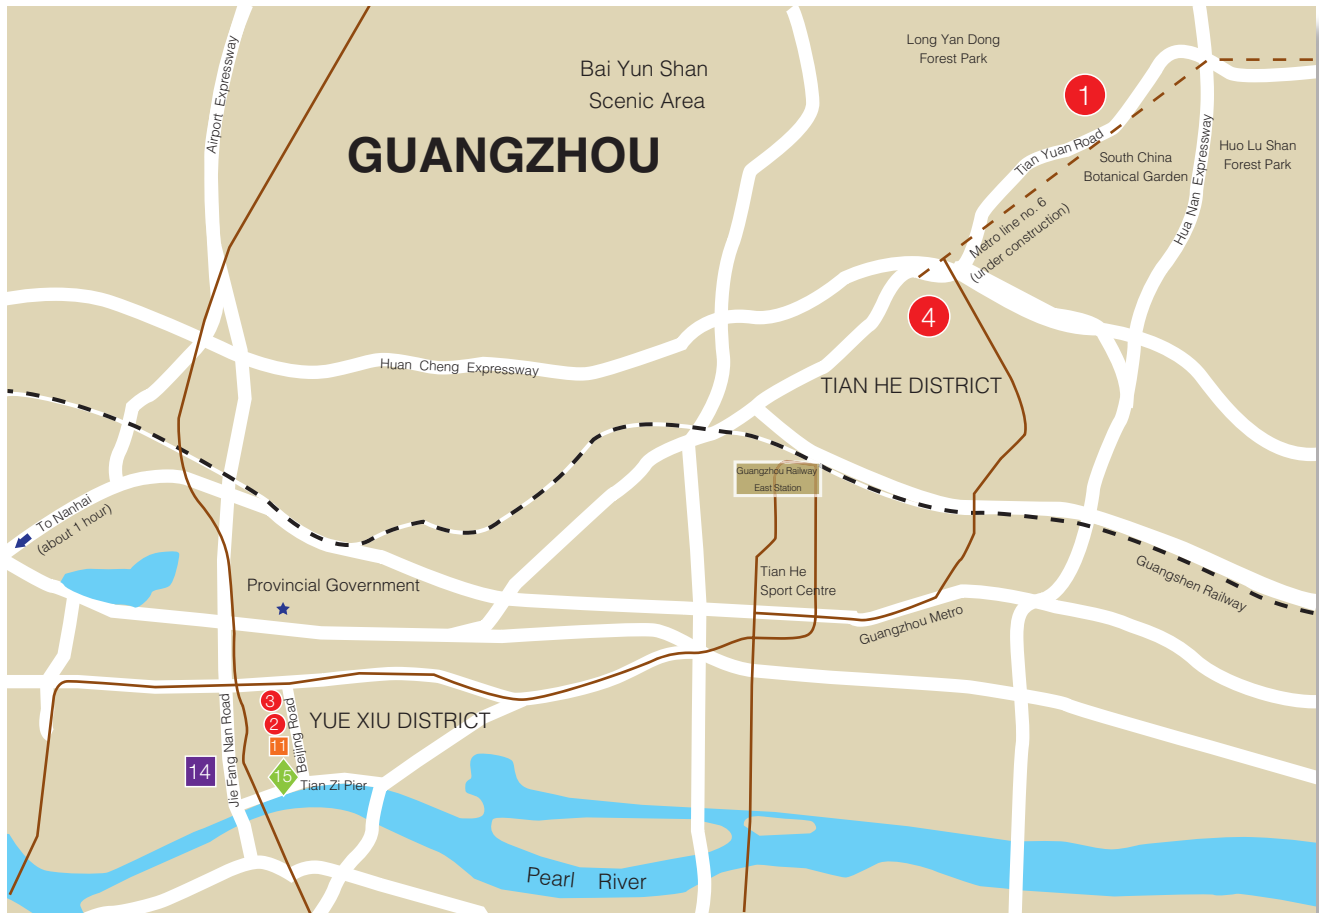 Long Yan Dong
Forest Park
Airport Expressway
Bai Yun Shan
Scenic Area
1
GUANGZHOU
Tian Yuan Road
South China
Botanical Garden
Hua Nan Expressway
Huo Lu Shan
Forest Park
Metro line no. 6
(under construction)
4
Huan Cheng Expressway
TIAN HE DISTRICT
Guangzhou Railway
East Station
To Nanhai
(about 1 hour)
Provincial Government
Tian He
Sport Centre
Guangshen Railway
Guangzhou Metro
3
2
11
15
14
Jie Fang Nan Road
Beijing Road
YUE XIU DISTRICT
Tian Zi Pier
Pearl River